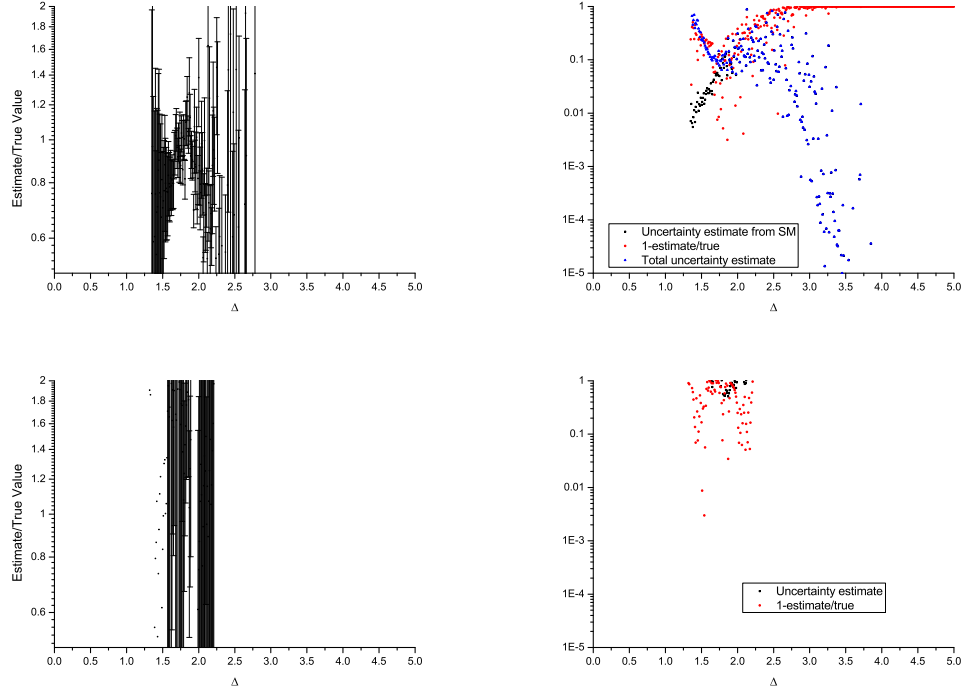 2
1.8
1.6
1.4
1.2
1
0.8
0.6
Estimate/True Value
0.0 0.5 1.0 1.5 2.0 2.5 3.0 3.5 4.0 4.5 5.0
Δ
1
0.1
0.01
1E-3
1E-4
1E-5
Uncertainty estimate from SM
1-estimate/true
Total uncertainty estimate
0.0 0.5 1.0 1.5 2.0 2.5 3.0 3.5 4.0 4.5 5.0
Δ
2
1.8
1.6
1.4
1.2
1
0.8
0.6
Estimate/True Value
0.0 0.5 1.0 1.5 2.0 2.5 3.0 3.5 4.0 4.5 5.0
Δ
1
0.1
0.01
1E-3
1E-4
1E-5
Uncertainty estimate
1-estimate/true
0.0 0.5 1.0 1.5 2.0 2.5 3.0 3.5 4.0 4.5 5.0
Δ